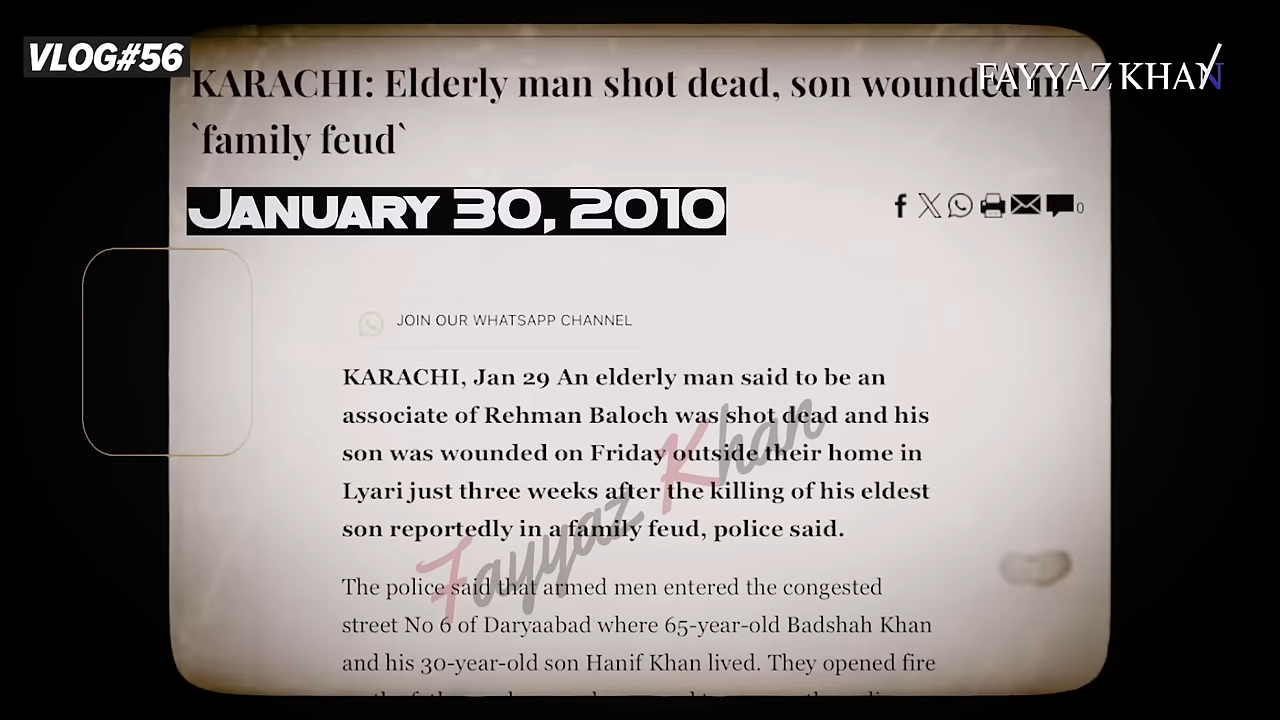 VLOG#56
FAYYAZ KHAN
KARACHI: Elderly man shot dead, son wounded in
`family feud`
JANUARY 30, 2010
0
JOIN OUR WHATSAPP CHANNEL
KARACHI, Jan 29 An elderly man said to be an
associate of Rehman Baloch was shot dead and his
son was wounded on Friday outside their home in
Lyari just three weeks after the killing of his eldest
son reportedly in a family feud, police said.
Fayyaz Khan
The police said that armed men entered the congested
street No 6 of Daryaabad where 65-year-old Badshah Khan
and his 30-year-old son Hanif Khan lived. They opened fire